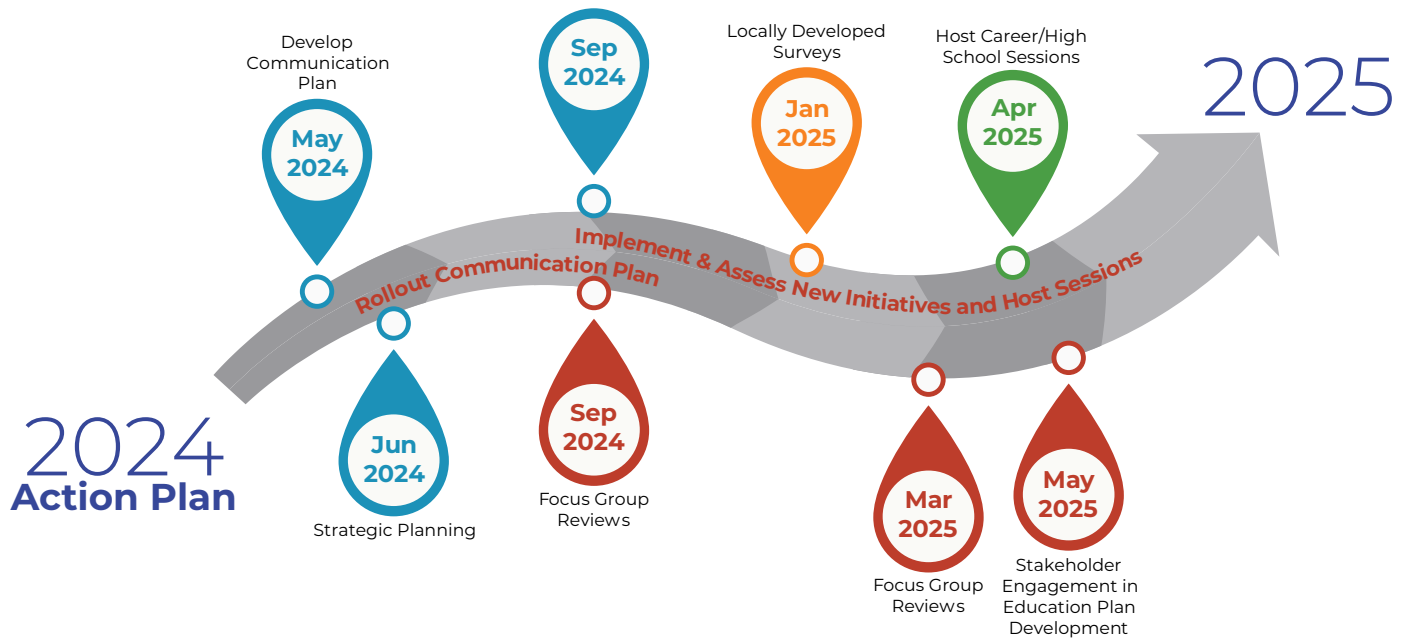 Develop
Communication
Plan
May
2024
Sep
2024
Locally Developed
Surveys
Jan
2025
Host Career/High
School Sessions
Apr
2025
2025
Rollout Communication Plan
Implement & Assess New Initiatives and Host Sessions
2024
Action Plan
Jun
2024
Strategic Planning
Sep
2024
Focus Group
Reviews
Mar
2025
Focus Group
Reviews
May
2025
Stakeholder
Engagement in
Education Plan
Development